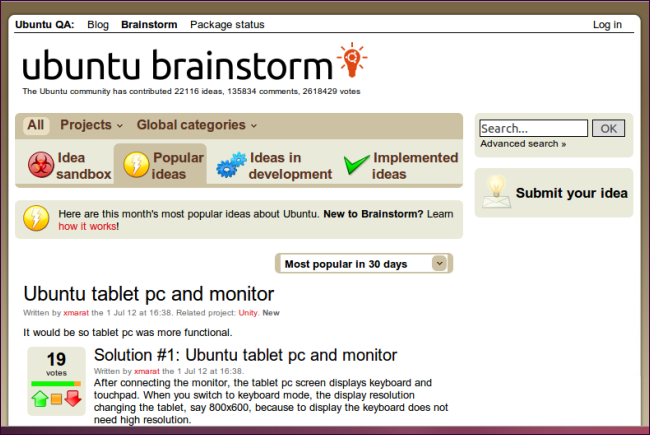 Ubuntu QA: Blog Brainstorm Package status Log in
ubuntu brainstorm
The Ubuntu community has contributed 22116 ideas, 135834 comments, 2618429 votes
All Projects Global categories
Search... OK
Advanced search »
Idea sandbox
Popular ideas
Ideas in development
Implemented ideas
Submit your idea
Here are this month's most popular ideas about Ubuntu. New to Brainstorm? Learn
how it works!
Most popular in 30 days
Ubuntu tablet pc and monitor
Written by xmarat the 1 Jul 12 at 16:38. Related project: Unity. New
It would be so tablet pc was more functional.
19
votes
Solution #1: Ubuntu tablet pc and monitor
Written by xmarat the 1 Jul 12 at 16:38.
After connecting the monitor, the tablet pc screen displays keyboard and
touchpad. When you switch to keyboard mode, the display resolution
changing the tablet, say 800x600, because to display the keyboard does not
need high resolution.